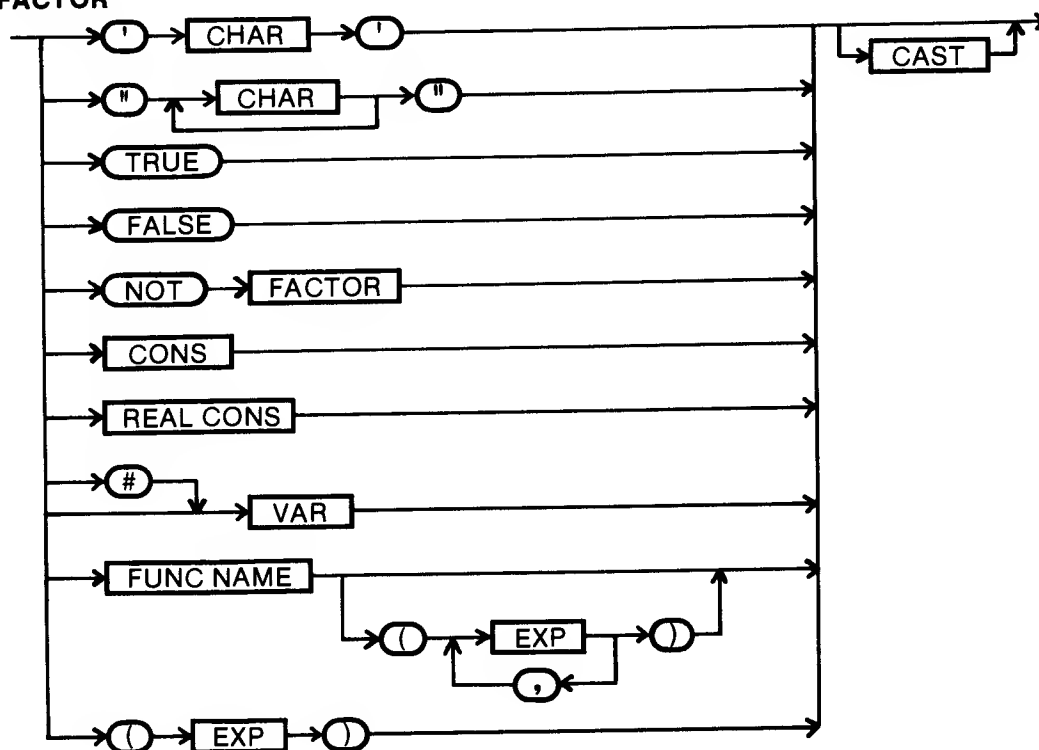 FACTOR
' CHAR '
CAST
" CHAR "
TRUE
FALSE
NOT FACTOR
CONS
REAL CONS
#
VAR
FUNC NAME
( EXP )
,
( EXP )